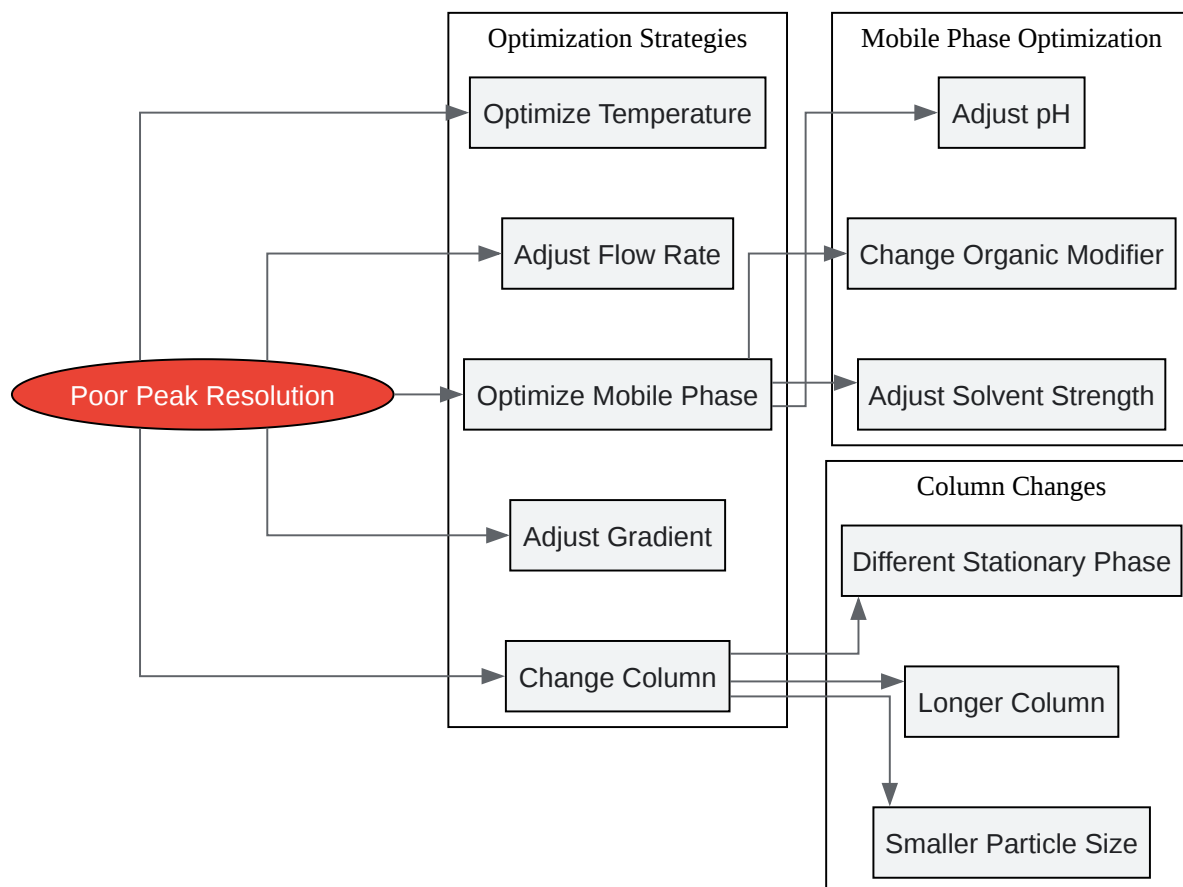 Poor Peak Resolution
Optimization Strategies
Optimize Temperature
Adjust Flow Rate
Optimize Mobile Phase
Adjust Gradient
Change Column
Mobile Phase Optimization
Adjust pH
Change Organic Modifier
Adjust Solvent Strength
Column Changes
Different Stationary Phase
Longer Column
Smaller Particle Size